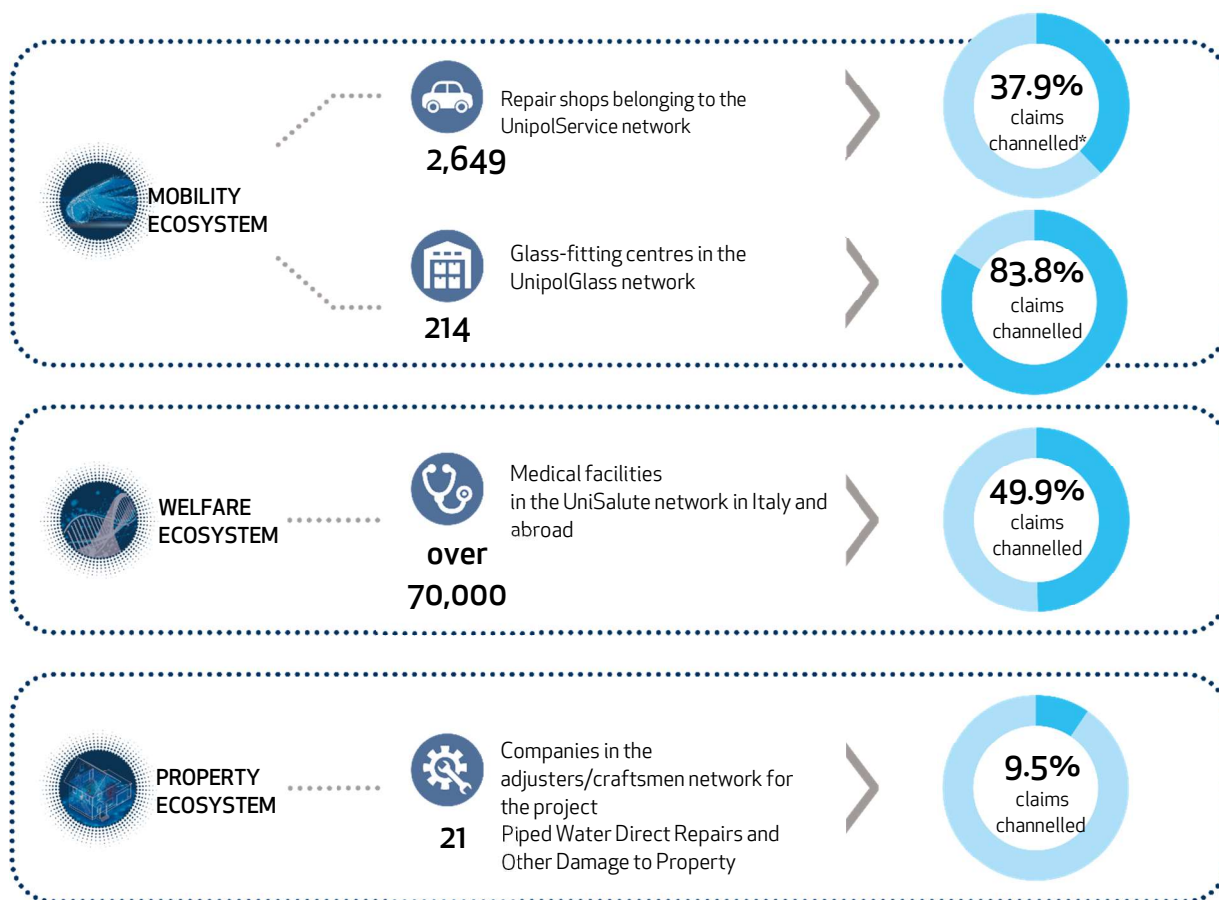 MOBILITY
ECOSYSTEM
Repair shops belonging to the
UnipolService network
2,649
37.9%
claims
channelled*
Glass-fitting centres in the
UnipolGlass network
214
83.8%
claims
channelled
WELFARE
ECOSYSTEM
Medical facilities
in the UniSalute network in Italy and
abroad
over
70,000
49.9%
claims
channelled
PROPERTY
ECOSYSTEM
Companies in the
adjusters/craftsmen network for
the project
Piped Water Direct Repairs and
Other Damage to Property
21
9.5%
claims
channelled